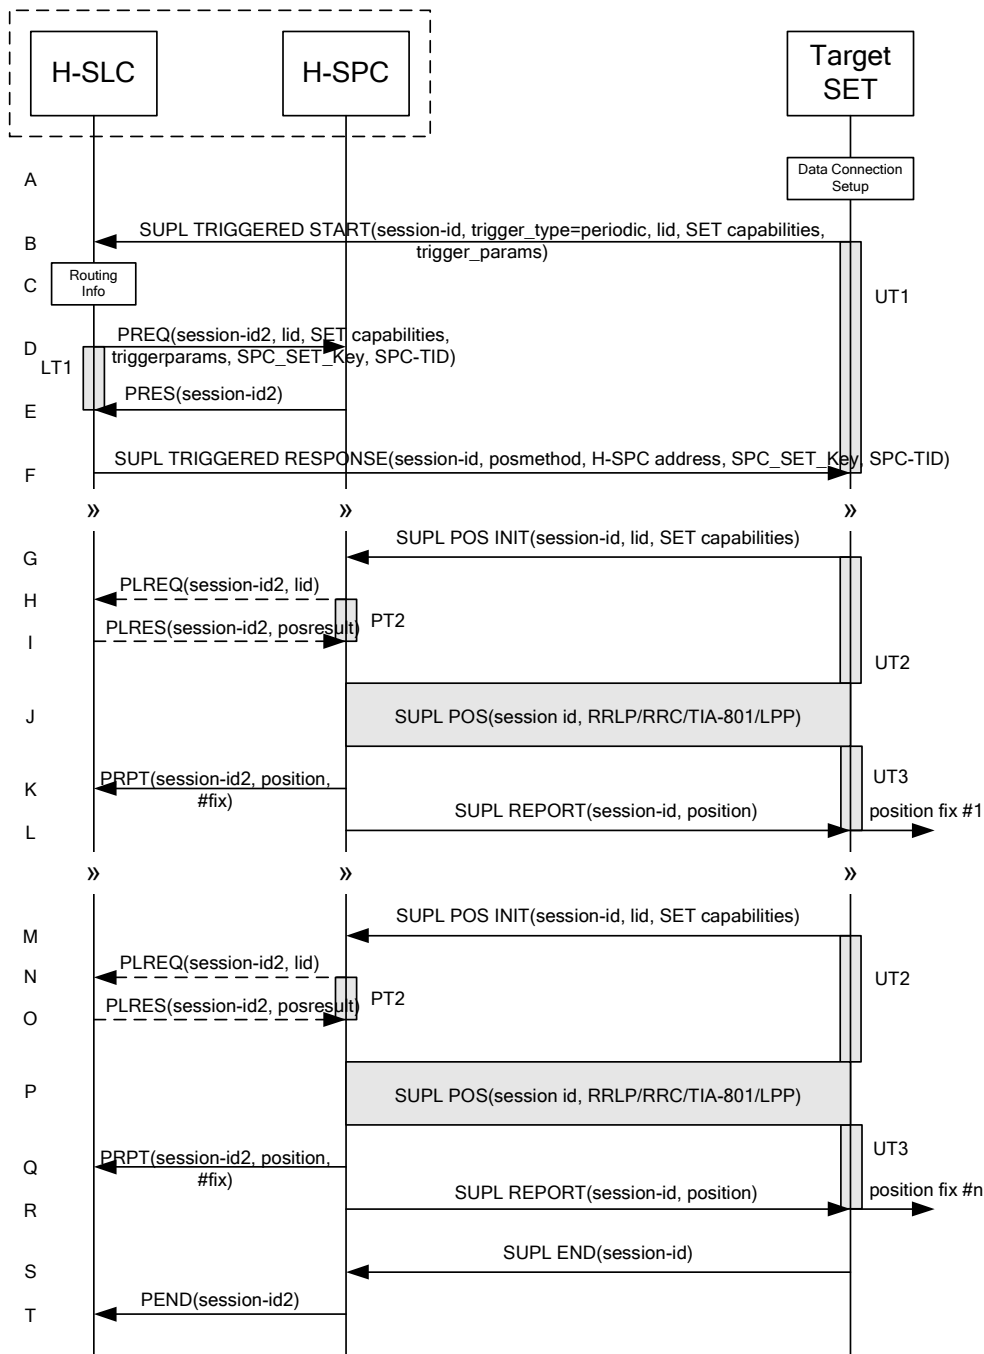 H-SLC
H-SPC
Target
SET
A
Data Connection
Setup
B
SUPL TRIGGERED START(session-id, trigger_type=periodic, lid, SET capabilities,
trigger_params)
C
Routing
Info
UT1
D
PREQ(session-id2, lid, SET capabilities,
triggerparams, SPC_SET_Key, SPC-TID)
LT1
PRES(session-id2)
E
SUPL TRIGGERED RESPONSE(session-id, posmethod, H-SPC address, SPC_SET_Key, SPC-TID)
F
» » »
SUPL POS INIT(session-id, lid, SET capabilities)
G
PLREQ(session-id2, lid)
H
PT2
PLRES(session-id2, posresult)
I
UT2
J
SUPL POS(session id, RRLP/RRC/TIA-801/LPP)
K
PRPT(session-id2, position,
#fix)
UT3
SUPL REPORT(session-id, position)
position fix #1
L
» » »
SUPL POS INIT(session-id, lid, SET capabilities)
M
PLREQ(session-id2, lid)
N
UT2
PT2
PLRES(session-id2, posresult)
O
P
SUPL POS(session id, RRLP/RRC/TIA-801/LPP)
UT3
Q
PRPT(session-id2, position,
#fix)
SUPL REPORT(session-id, position)
position fix #n
R
SUPL END(session-id)
S
PEND(session-id2)
T